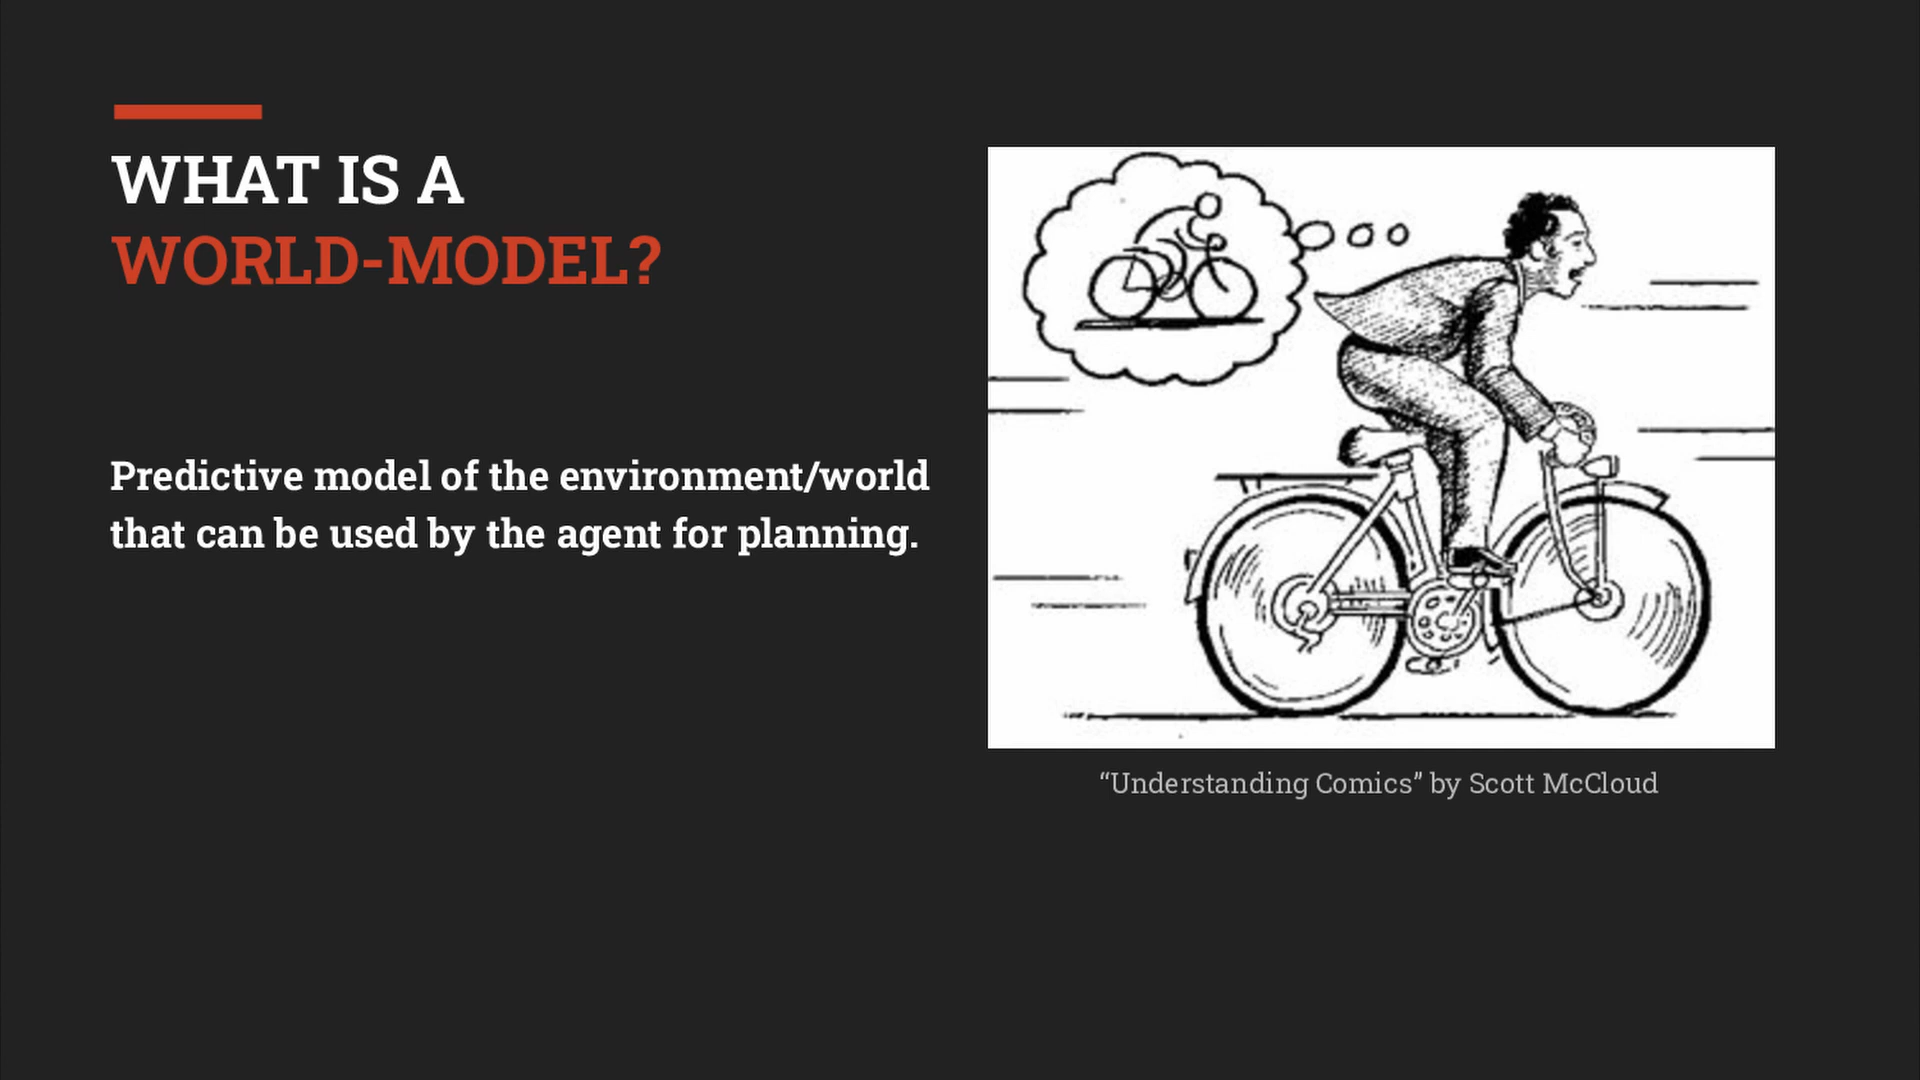 WHAT IS A
WORLD-MODEL?
Predictive model of the environment/world
that can be used by the agent for planning.
“Understanding Comics” by Scott McCloud